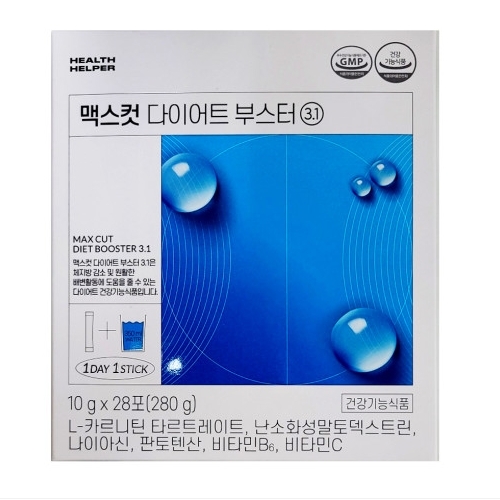 HEALTH
HELPER
GMP
건강
기능식품
맥스컷 다이어트 부스터 3.1
MAX CUT
DIET BOOSTER 3.1
맥스컷 다이어트 부스터 3.1은
체지방 감소 및 원활한
배변활동에 도움을 줄 수 있는
다이어트 건강기능식품입니다.
1DAY 1STICK
10 g x 28포(280 g)
건강기능식품
L-카르니틴 타르트레이트, 난소화성말토덱스트린,
나이아신, 판토텐산, 비타민B₆, 비타민C